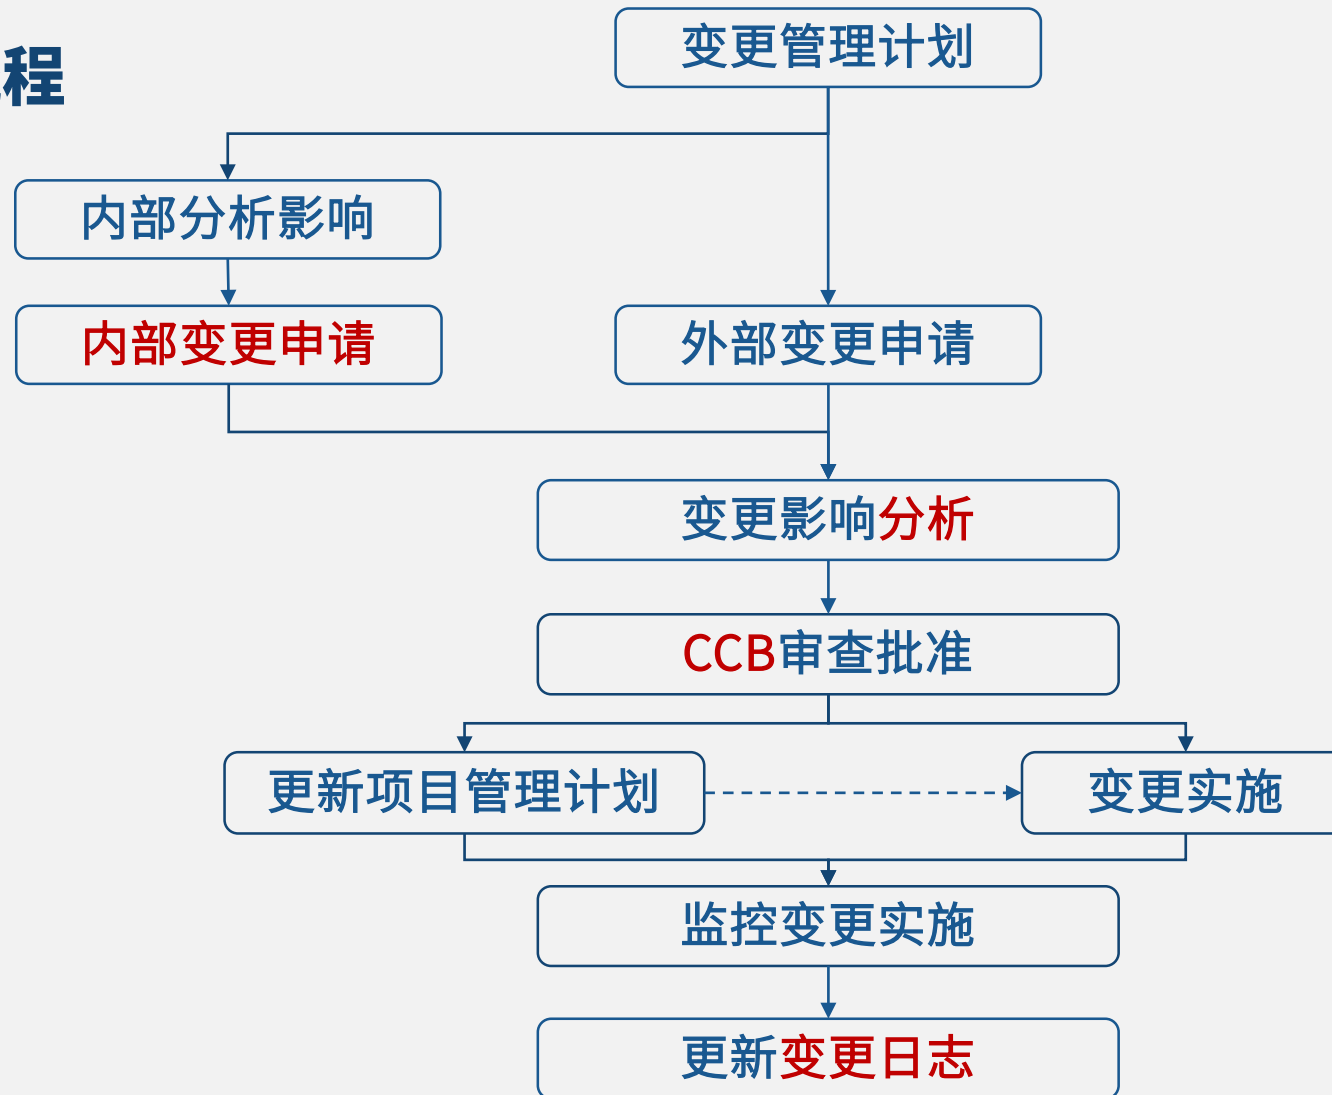 程
变更管理计划
内部分析影响
内部变更申请
外部变更申请
变更影响分析
CCB审查批准
更新项目管理计划
变更实施
监控变更实施
更新变更日志